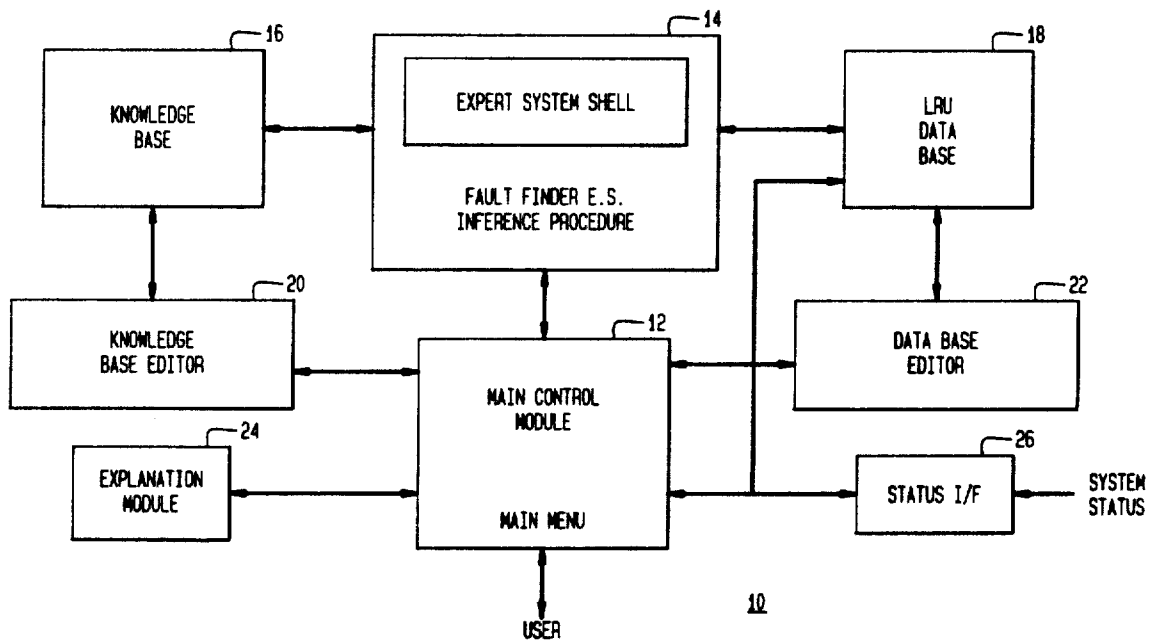 16
KNOWLEDGE
BASE
14
EXPERT SYSTEM SHELL
FAULT FINDER E.S.
INFERENCE PROCEDURE
18
LRU
DATA
BASE
20
KNOWLEDGE
BASE EDITOR
12
MAIN CONTROL
MODULE
MAIN MENU
22
DATA BASE
EDITOR
24
EXPLANATION
MODULE
26
STATUS I/F
SYSTEM
STATUS
USER
10